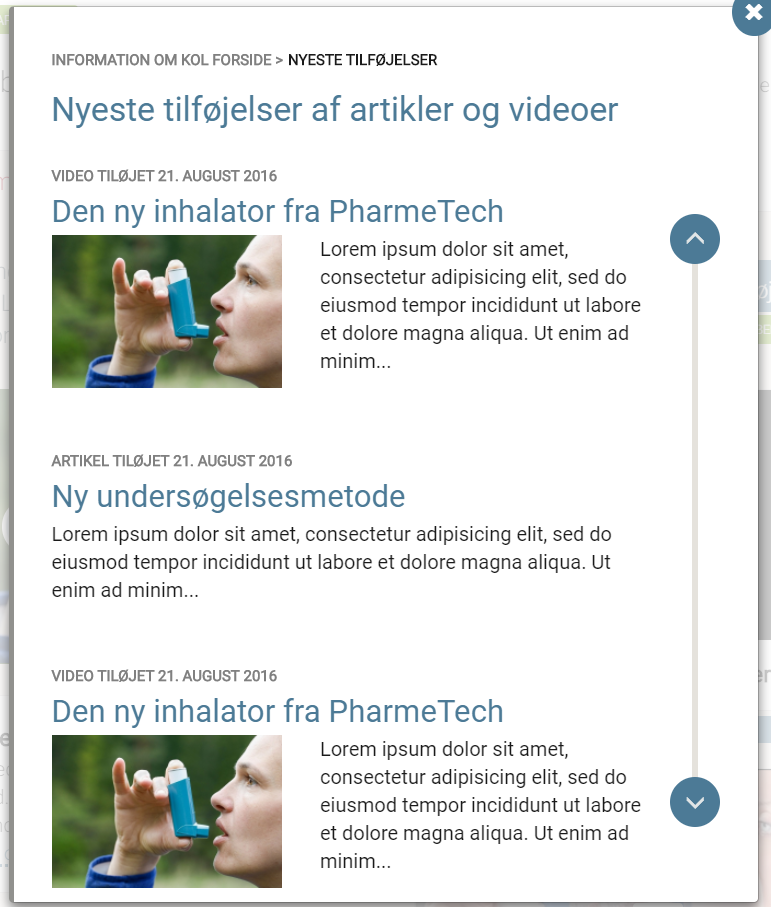 INFORMATION OM KOL FORSIDE > NYESTE TILFØJELSER
Nyeste tilføjelser af artikler og videoer
VIDEO TILØJET 21. AUGUST 2016
Den ny inhalator fra PharmeTech
Lorem ipsum dolor sit amet,
consectetur adipisicing elit, sed do
eiusmod tempor incididunt ut labore
et dolore magna aliqua. Ut enim ad
minim...
ARTIKEL TILØJET 21. AUGUST 2016
Ny undersøgelsesmetode
Lorem ipsum dolor sit amet, consectetur adipisicing elit, sed do
eiusmod tempor incididunt ut labore et dolore magna aliqua. Ut
enim ad minim...
VIDEO TILØJET 21. AUGUST 2016
Den ny inhalator fra PharmeTech
Lorem ipsum dolor sit amet,
consectetur adipisicing elit, sed do
eiusmod tempor incididunt ut labore
et dolore magna aliqua. Ut enim ad
minim...